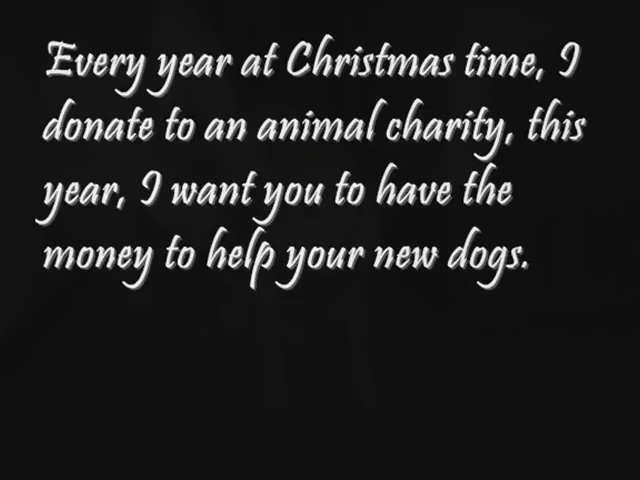 Every year at Christmas time, I
donate to an animal charity, this
year, I want you to have the
money to help your new dogs.